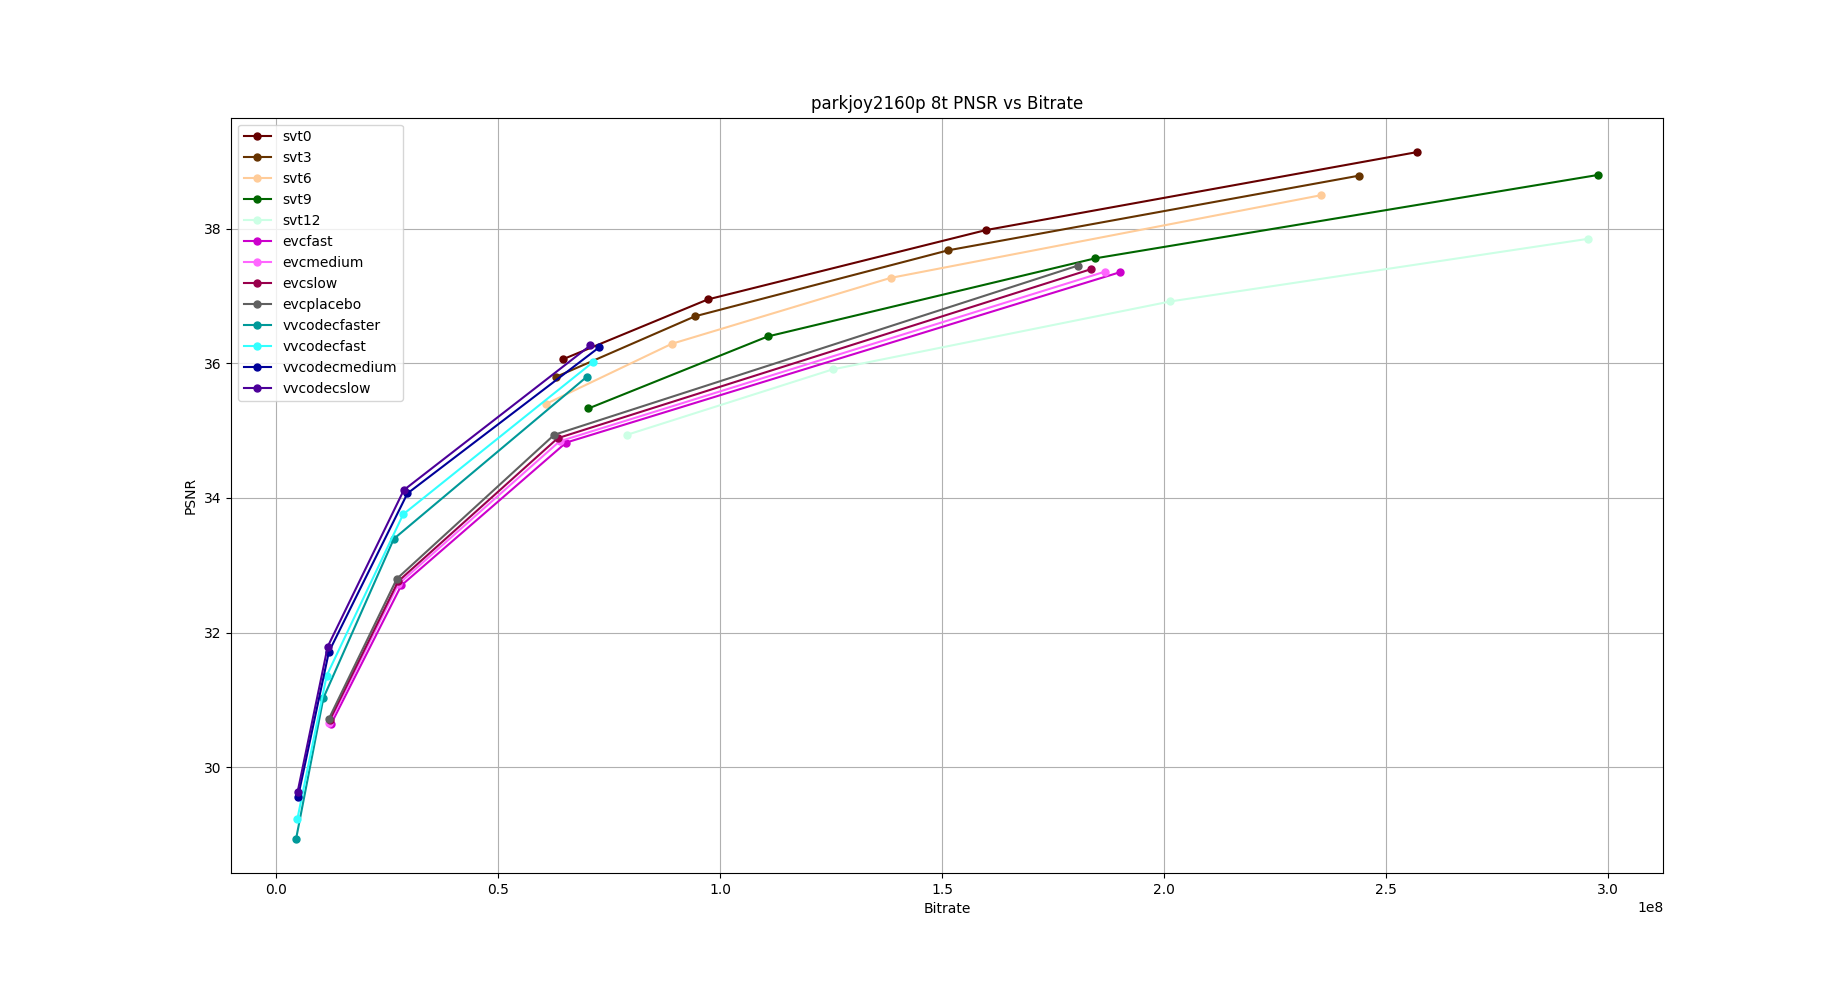 parkjoy2160p 8t PNSR vs Bitrate
svt0
svt3
svt6
svt9
svt12
evcfast
evcmedium
evcslow
evcplacebo
vvcodecfaster
vvcodecfast
vvcodecmedium
vvcodecslow
PSNR
38
36
34
32
30
0.0 0.5 1.0 1.5 2.0 2.5 3.0
1e8
Bitrate